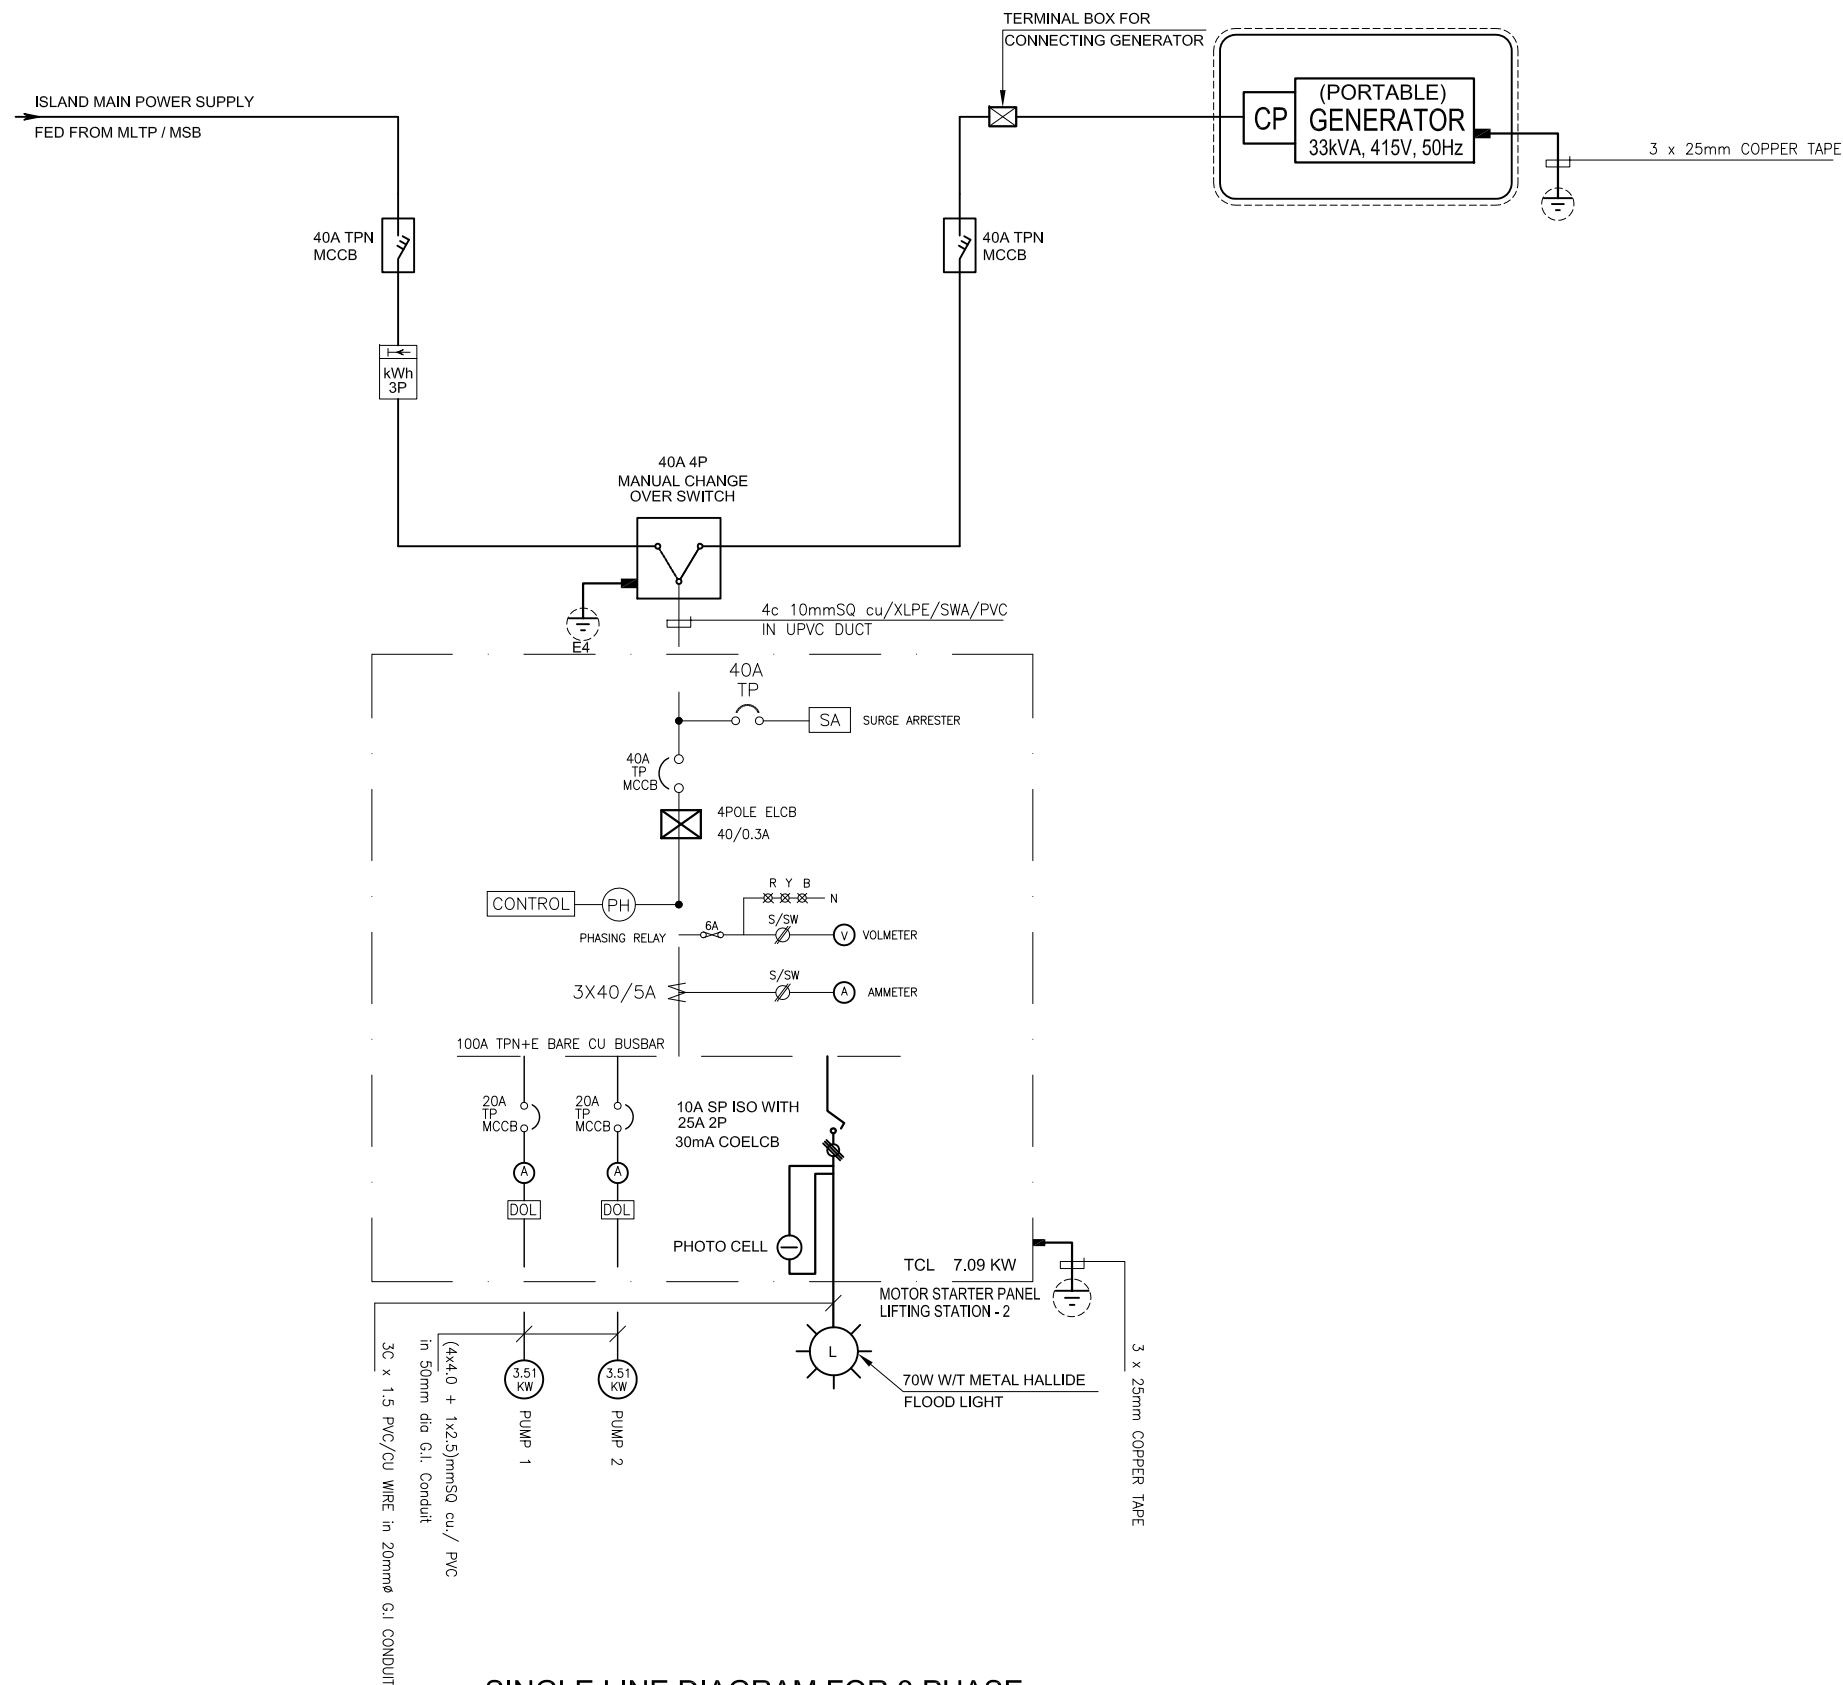 TERMINAL BOX FOR
CONNECTING GENERATOR
ISLAND MAIN POWER SUPPLY
FED FROM MLTP / MSB
CP
(PORTABLE)
GENERATOR
33kVA, 415V, 50Hz
3 x 25mm COPPER TAPE
40A TPN
MCCB
40A TPN
MCCB
kWh
3P
40A 4P
MANUAL CHANGE
OVER SWITCH
E4
4c 10mmSQ cu/XLPE/SWA/PVC
IN UPVC DUCT
40A
TP
SA
SURGE ARRESTER
40A
TP
MCCB
4POLE ELCB
40/0.3A
CONTROL
PH
PHASING RELAY
R Y B
N
6A
S/SW
V
VOLMETER
3X40/5A
S/SW
A
AMMETER
100A TPN+E BARE CU BUSBAR
20A
TP
MCCB
20A
TP
MCCB
A
A
DOL
DOL
10A SP ISO WITH
25A 2P
30mA COELCB
PHOTO CELL
TCL 7.09 KW
MOTOR STARTER PANEL
LIFTING STATION - 2
3 x 25mm COPPER TAPE
L
70W W/T METAL HALLIDE
FLOOD LIGHT
3.51
KW
PUMP 1
3.51
KW
PUMP 2
(4x4.0 + 1x2.5)mmSQ cu./ PVC
in 50mm dia G.I. Conduit
3C x 1.5 PVC/CU WIRE in 20mmø G.I CONDUIT
SINGLE LINE DIAGRAM FOR 3 PHASE